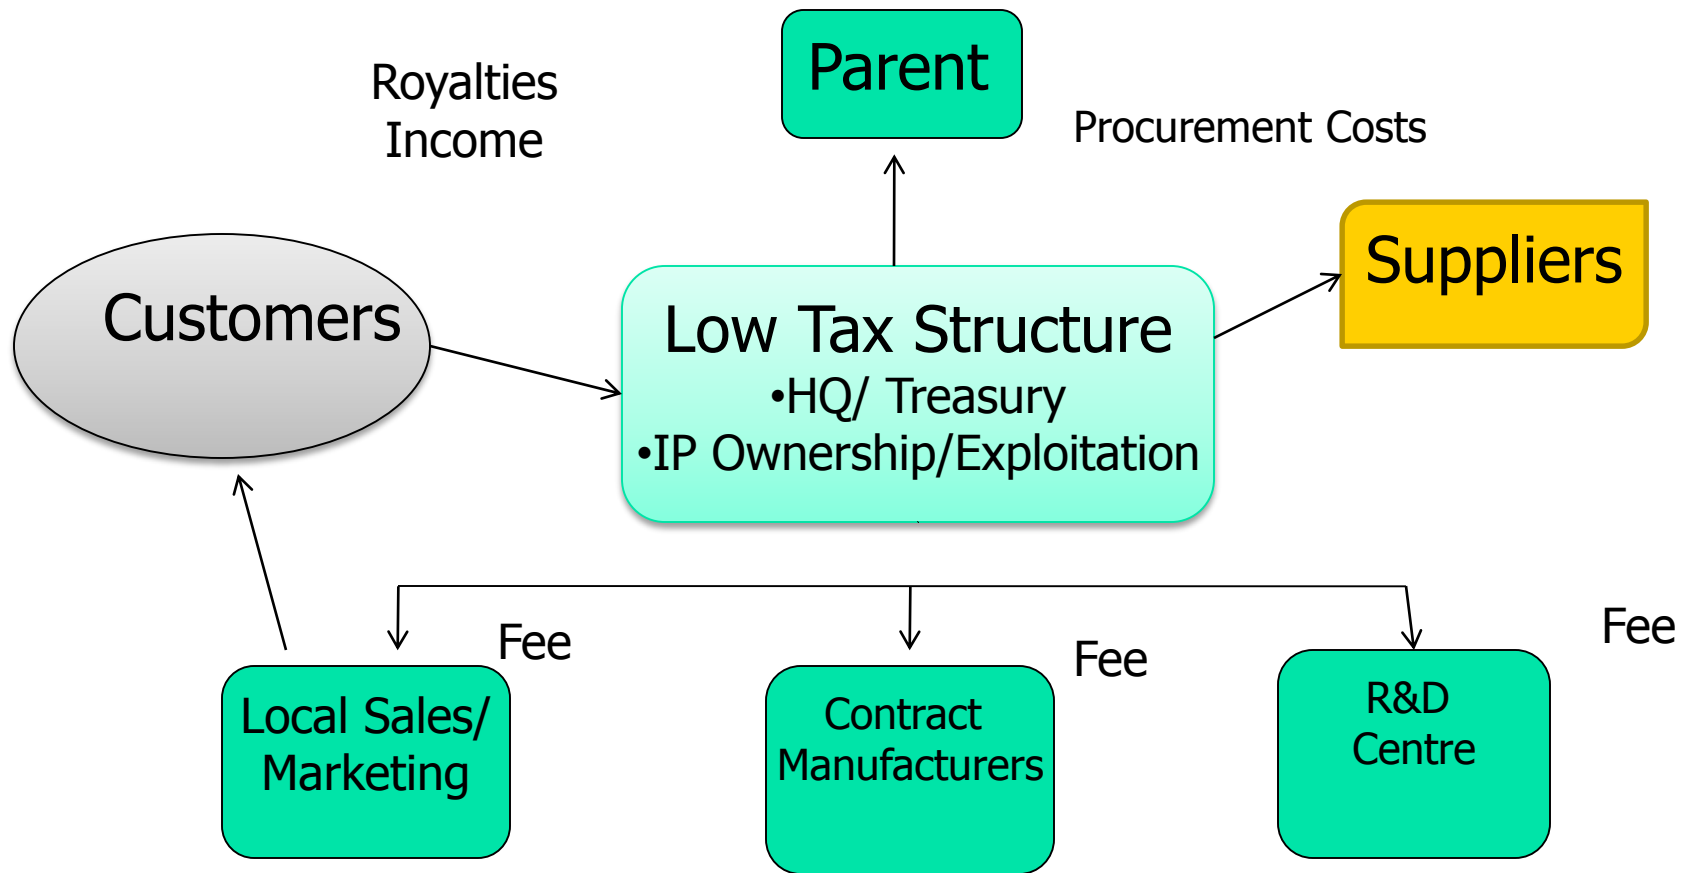 Parent
Royalties
Income
Procurement Costs
Suppliers
Customers
Low Tax Structure
•HQ/ Treasury
•IP Ownership/Exploitation
Fee
Fee
Fee
Local Sales/
Marketing
Contract
Manufacturers
R&D
Centre